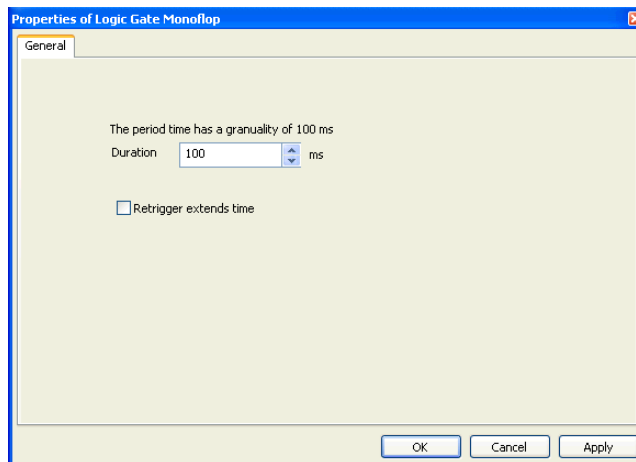 Properties of Logic Gate Monoflop
General
The period time has a granuality of 100 ms
Duration 100 ms
Retrigger extends time
OK Cancel Apply